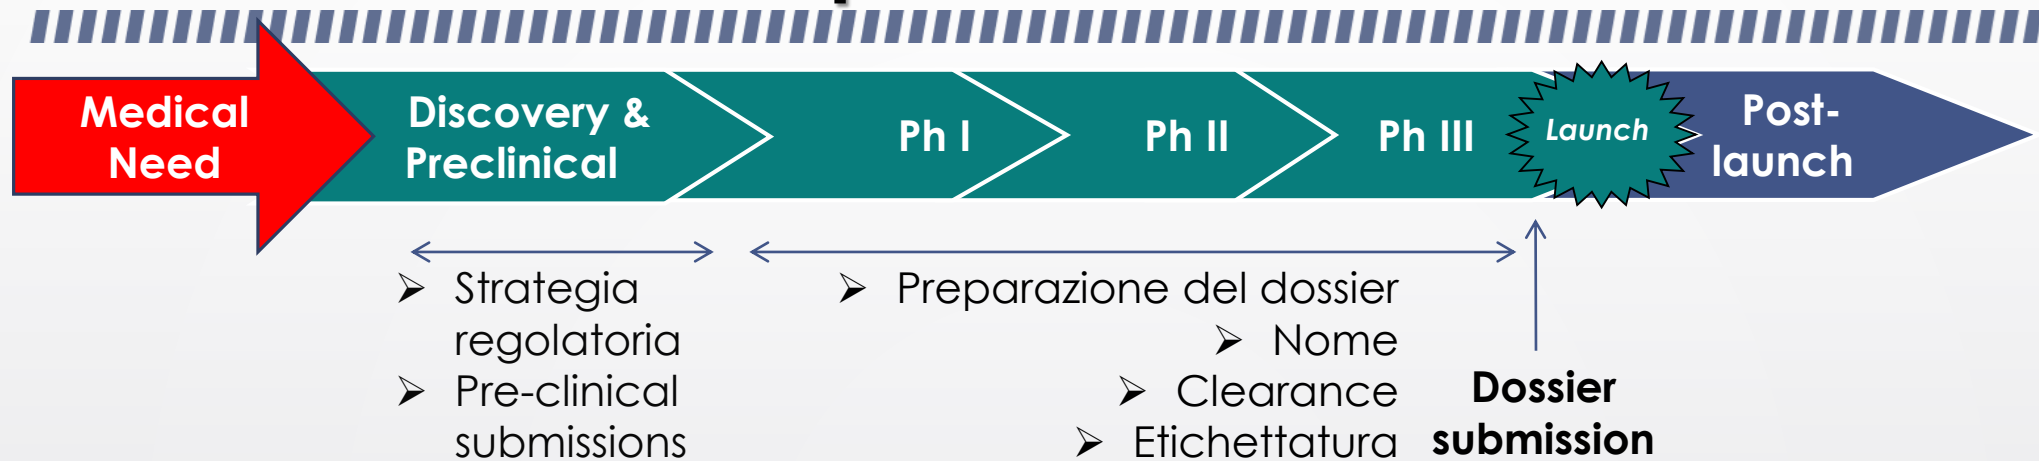 Medical
Need
Discovery &
Preclinical
Ph I
Ph II
Ph III
Launch
Post-
launch
➢ Strategia
regolatoria
➢ Pre-clinical
submissions
➢ Preparazione del dossier
➢ Nome
➢ Clearance
➢ Etichettatura
Dossier
submission